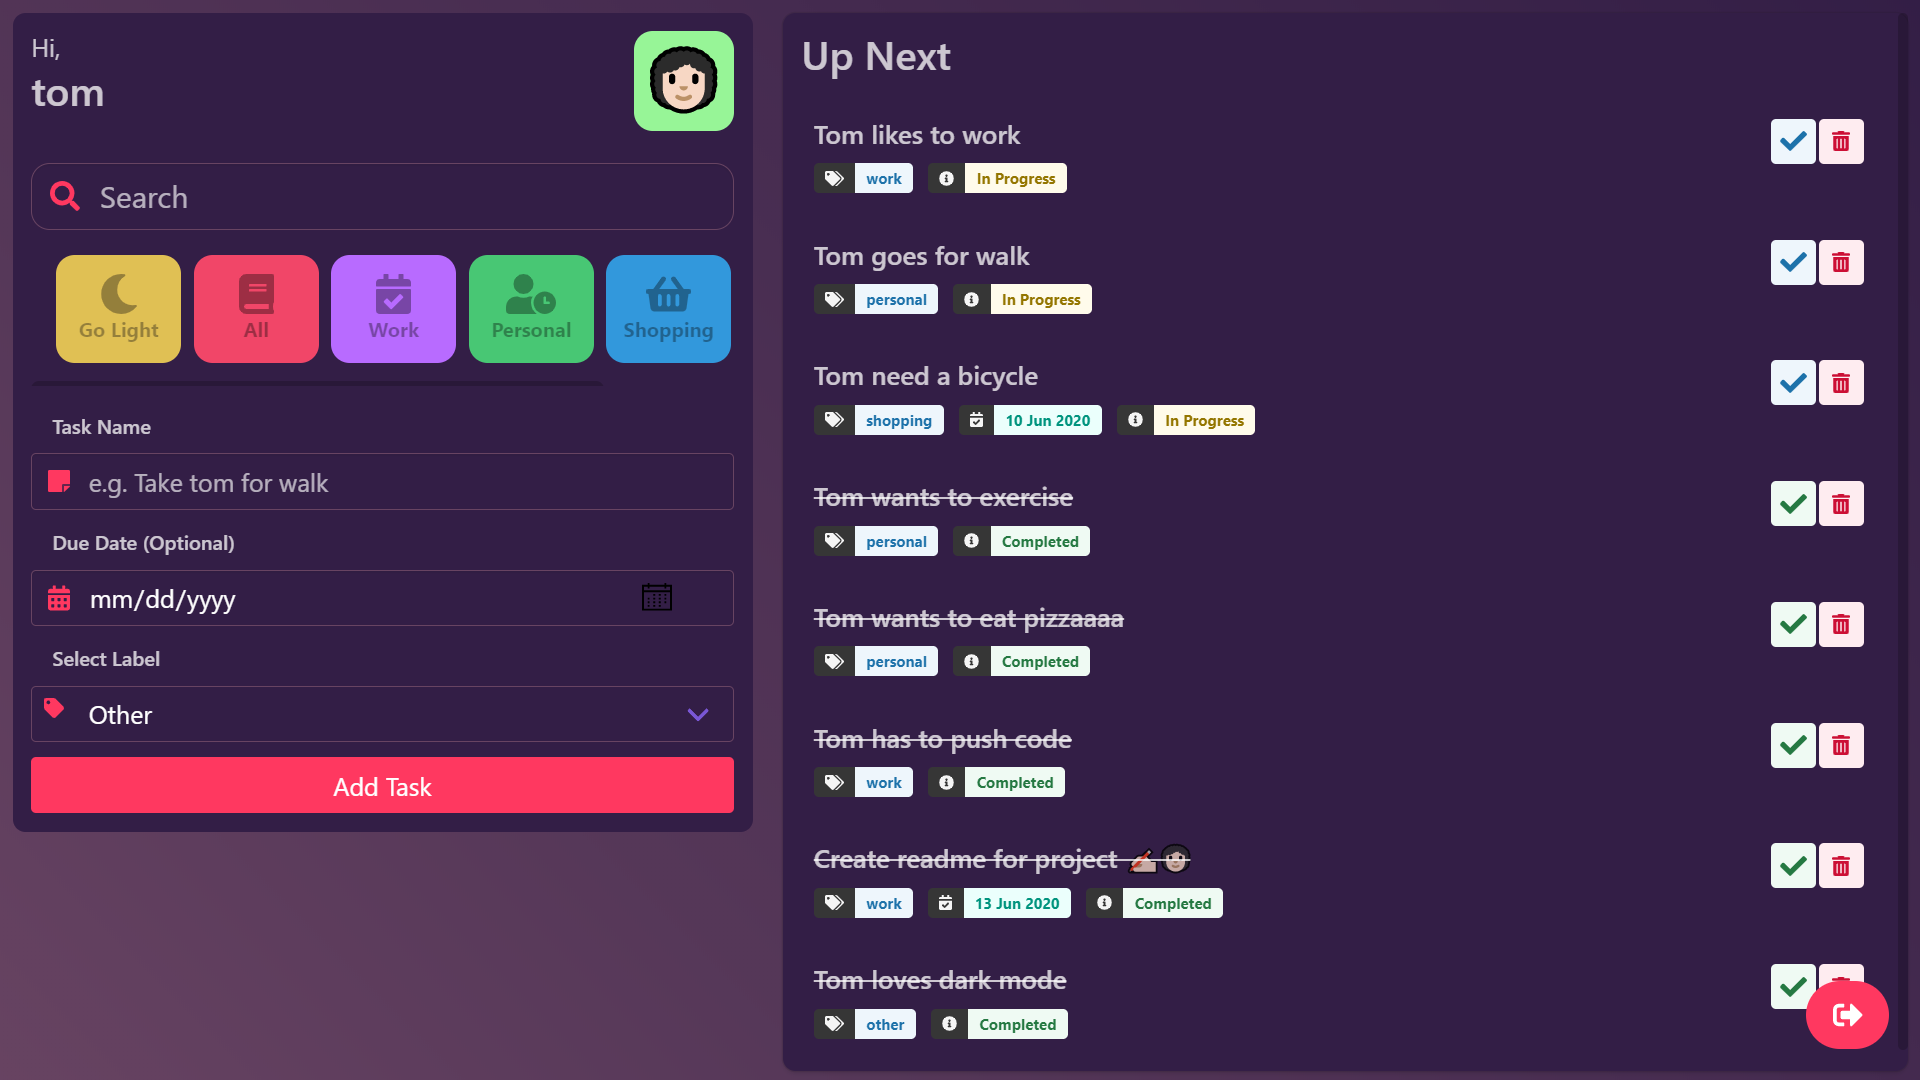 Hi,
tom
Search
Go Light
All
Work
Personal
Shopping
Task Name
e.g. Take tom for walk
Due Date (Optional)
mm/dd/yyyy
Select Label
Other
Add Task
Up Next
Tom likes to work
work In Progress
Tom goes for walk
personal In Progress
Tom need a bicycle
shopping 10 Jun 2020 In Progress
Tom wants to exercise
personal Completed
Tom wants to eat pizzaaaa
personal Completed
Tom has to push code
work Completed
Create readme for project ✍🏻👩🏻
work 13 Jun 2020 Completed
Tom loves dark mode
other Completed